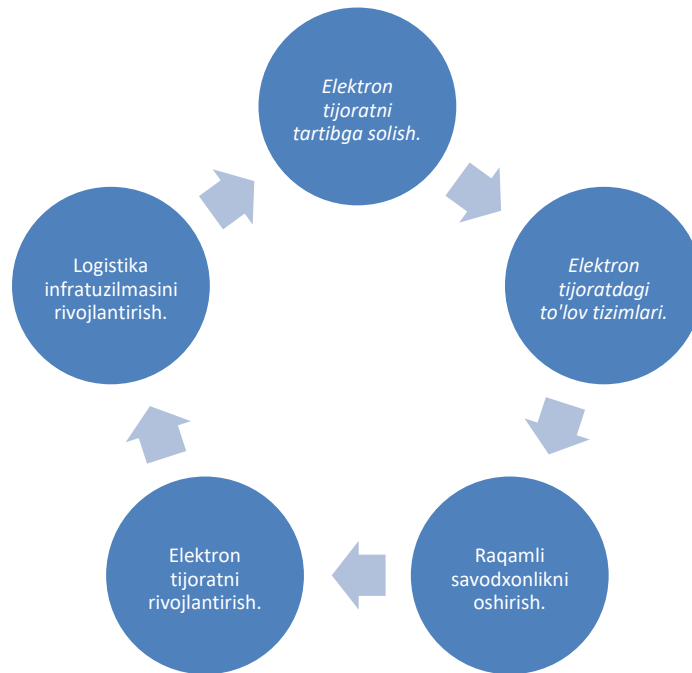 Elektron
tijoratni
tartibga solish.
Elektron
tijoratdagi
to'lov tizimlari.
Raqamli
savodxonlikni
oshirish.
Elektron
tijoratni
rivojlantirish.
Logistika
infratuzilmasini
rivojlantirish.